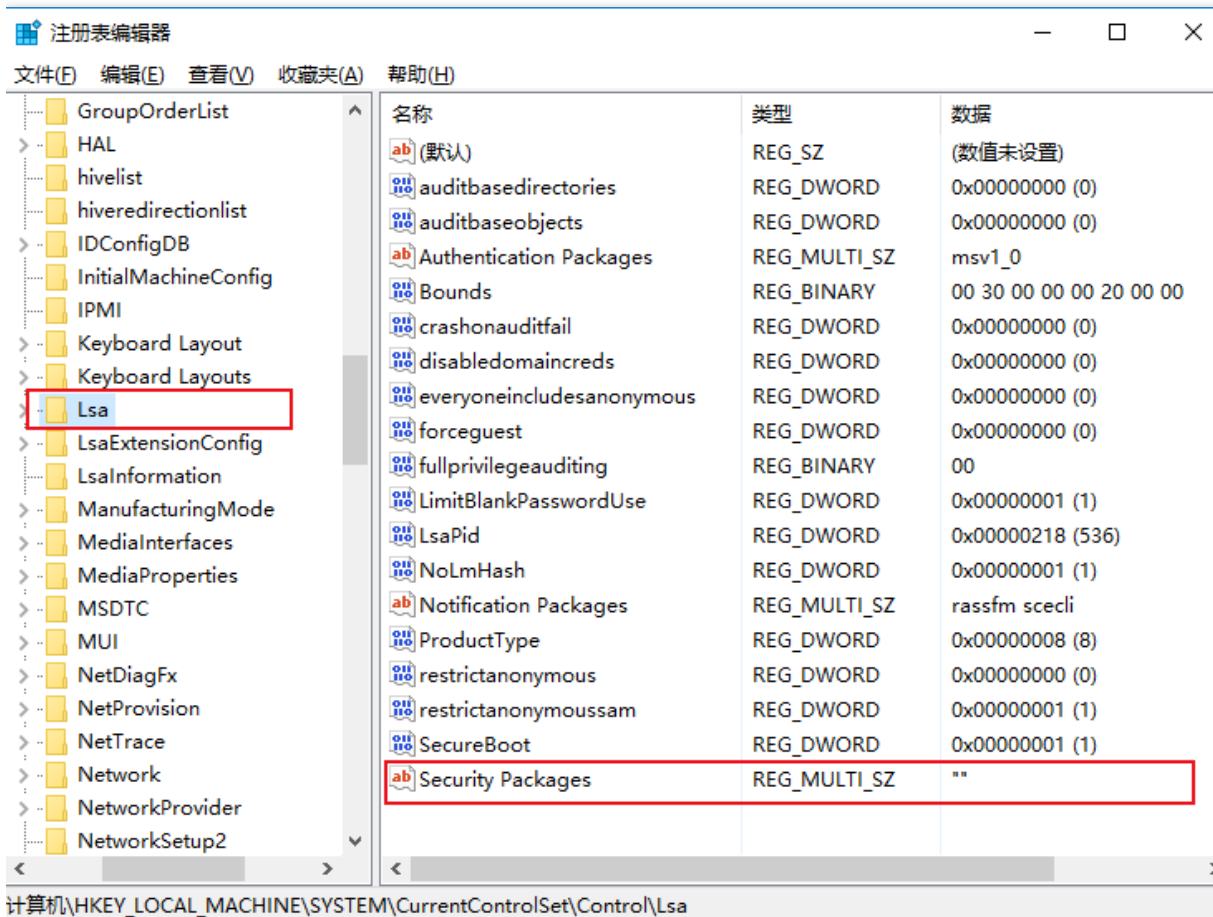 注册表编辑器
文件(F) 编辑(E) 查看(V) 收藏夹(A) 帮助(H)
GroupOrderList
HAL
hivelist
hiveredirectionlist
IDConfigDB
InitialMachineConfig
IPMI
Keyboard Layout
Keyboard Layouts
Lsa
LsaExtensionConfig
LsaInformation
ManufacturingMode
MediaInterfaces
MediaProperties
MSDTC
MUI
NetDiagFx
NetProvision
NetTrace
Network
NetworkProvider
NetworkSetup2
名称 类型 数据
(默认) REG_SZ (数值未设置)
auditbasedirectories REG_DWORD 0x00000000 (0)
auditbaseobjects REG_DWORD 0x00000000 (0)
Authentication Packages REG_MULTI_SZ msv1_0
Bounds REG_BINARY 00 30 00 00 00 20 00 00
crashonauditfail REG_DWORD 0x00000000 (0)
disabledomaincreds REG_DWORD 0x00000000 (0)
everyoneincludesanonymous REG_DWORD 0x00000000 (0)
forceguest REG_DWORD 0x00000000 (0)
fullprivilegeauditing REG_BINARY 00
LimitBlankPasswordUse REG_DWORD 0x00000001 (1)
LsaPid REG_DWORD 0x00000218 (536)
NoLmHash REG_DWORD 0x00000001 (1)
Notification Packages REG_MULTI_SZ rassfm scecli
ProductType REG_DWORD 0x00000008 (8)
restrictanonymous REG_DWORD 0x00000000 (0)
restrictanonymoussam REG_DWORD 0x00000001 (1)
SecureBoot REG_DWORD 0x00000001 (1)
Security Packages REG_MULTI_SZ ""
计算机\HKEY_LOCAL_MACHINE\SYSTEM\CurrentControlSet\Control\Lsa